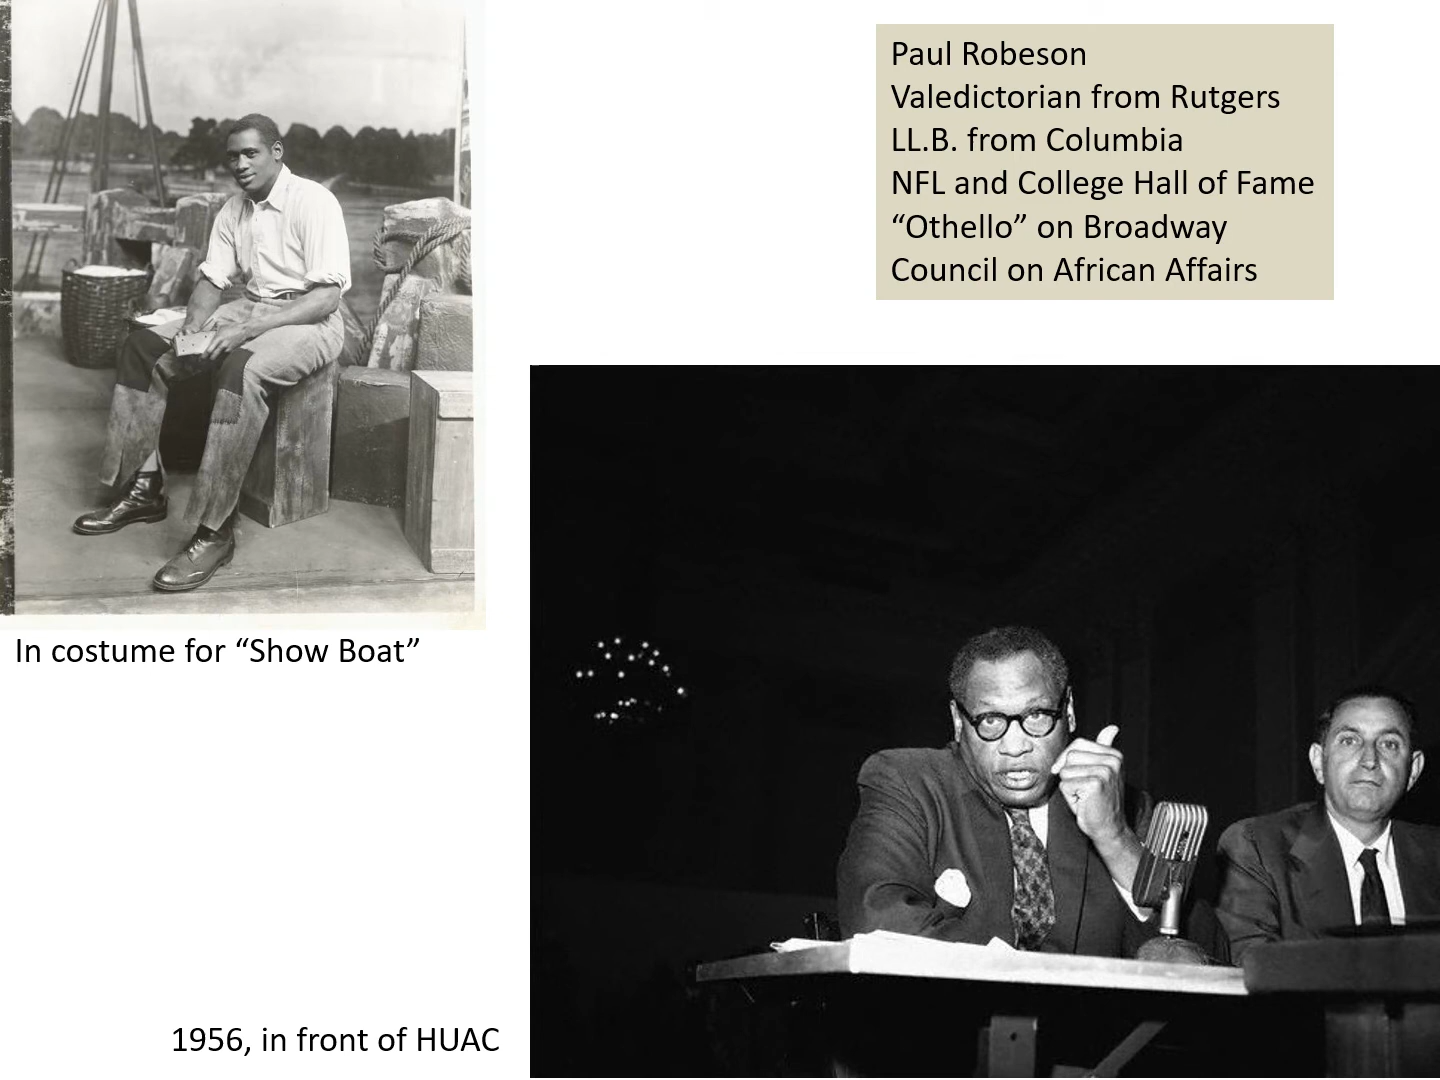 Paul Robeson
Valedictorian from Rutgers
LL.B. from Columbia
NFL and College Hall of Fame
“Othello” on Broadway
Council on African Affairs
In costume for “Show Boat”
1956, in front of HUAC